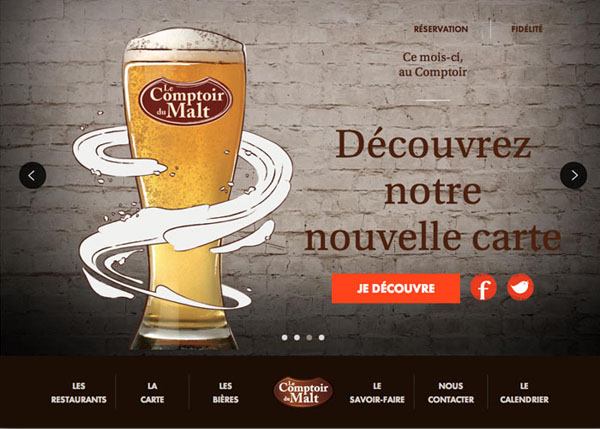 RÉSERVATION
FIDÉLITÉ
Ce mois-ci,
au Comptoir
Le
Comptoir
du Malt
Découvrez
notre
nouvelle carte
JE DÉCOUVRE
f
LES
RESTAURANTS
LA
CARTE
LES
BIÈRES
Le
Comptoir
du Malt
LE
SAVOIR-FAIRE
NOUS
CONTACTER
LE
CALENDRIER